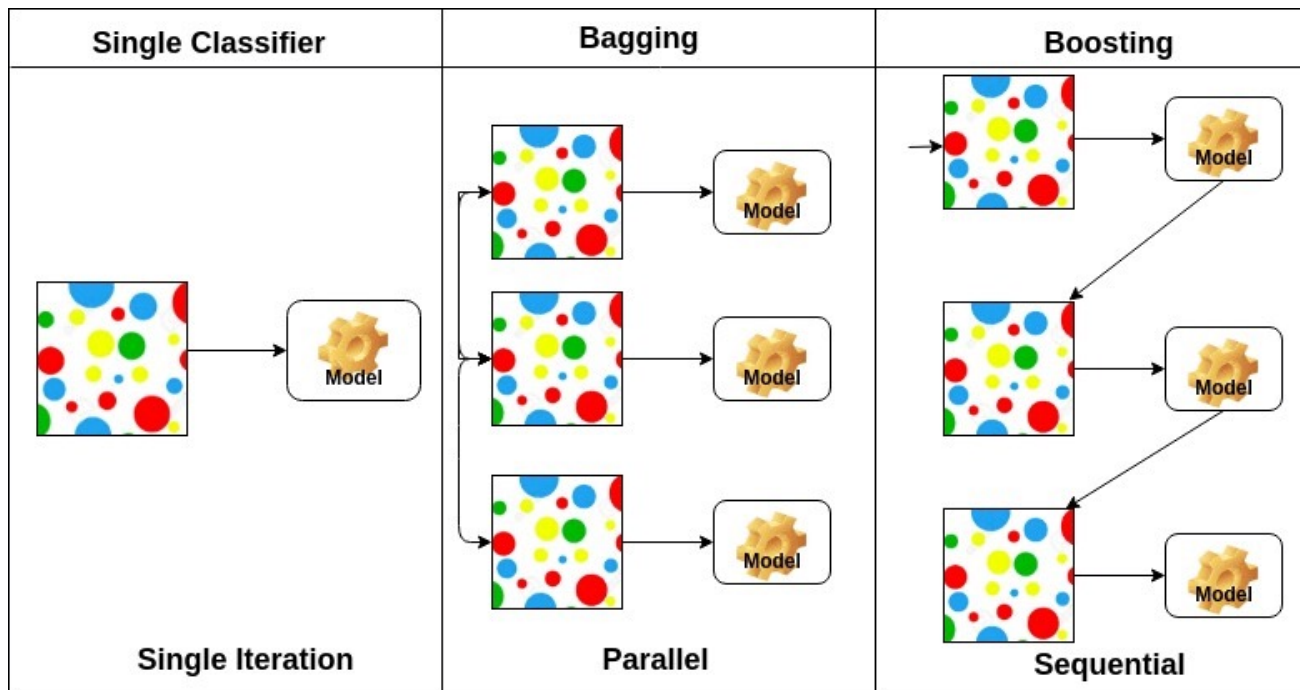 Single Classifier
Bagging
Boosting
Model
Model
Model
Model
Model
Model
Model
Single Iteration
Parallel
Sequential